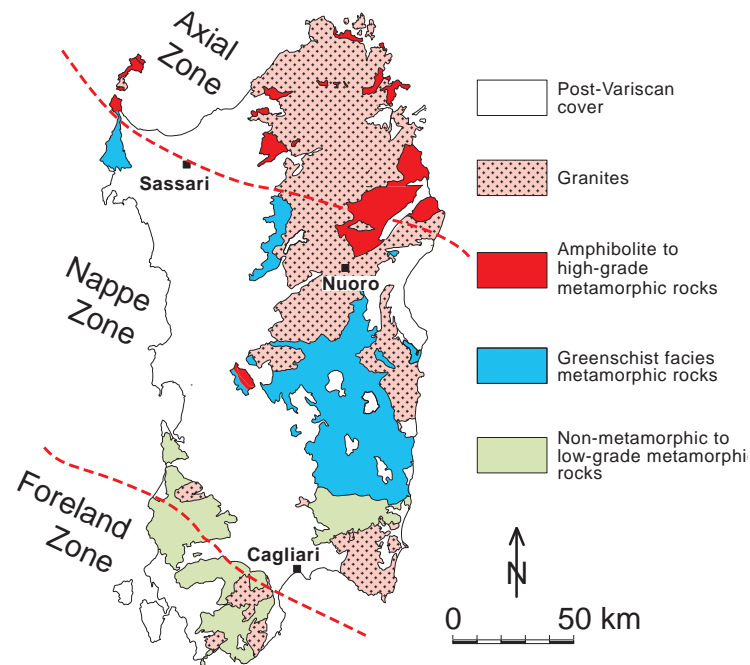 Axial
Zone
Sassari
Nappe
Zone
Nuoro
Foreland
Zone
Cagliari
Post-Variscan
cover
Granites
Amphibolite to
high-grade
metamorphic rocks
Greenschist facies
metamorphic rocks
Non-metamorphic to
low-grade metamorphic
rocks
N
0 50 km